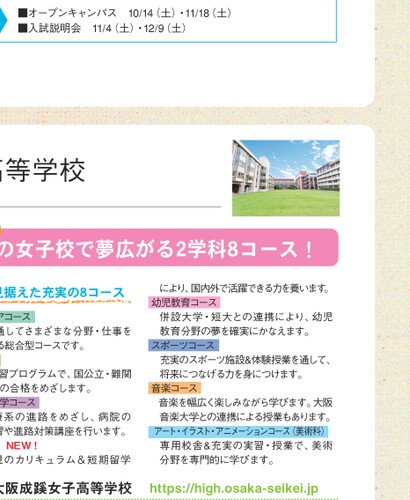 ■オープンキャンパス　10/14（土）・11/18（土）
■入試説明会　11/4（土）・12/9（土）
高等学校
の女子校で夢広がる2学科8コース！
見据えた充実の8コース
アコース
通してさまざまな分野・仕事を
る総合型コースです。
習プログラムで、国公立・難関
の合格をめざします。
学コース
療系の進路をめざし、病院の
習や進路対策講座を行います。
NEW！
視のカリキュラム＆短期留学
により、国内外で活躍できる力を養います。
幼児教育コース
併設大学・短大との連携により、幼児
教育分野の夢を確実にかなえます。
スポーツコース
充実のスポーツ施設&体験授業を通して、
将来につなげる力を身につけます。
音楽コース
音楽を幅広く楽しみながら学びます。大阪
音楽大学との連携による授業もあります。
アート・イラスト・アニメーションコース（美術科）
専用校舎＆充実の実習・授業で、美術
分野を専門的に学びます。
大阪成蹊女子高等学校　https://high.osaka-seikei.jp